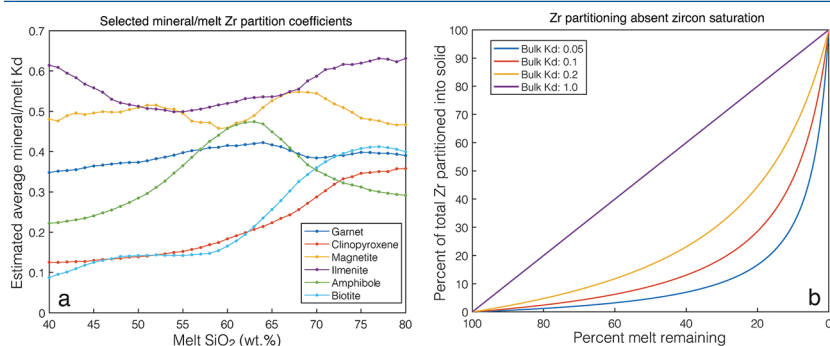 Selected mineral/melt Zr partition coefficients
Estimated average mineral/melt Kd
0.7
0.6
0.5
0.4
0.3
0.2
0.1
0
Garnet
Clinopyroxene
Magnetite
Ilmenite
Amphibole
Biotite
a
40 45 50 55 60 65 70 75 80
Melt SiO2 (wt.%)
Zr partitioning absent zircon saturation
Percent of total Zr partitioned into solid
100
90
80
70
60
50
40
30
20
10
0
Bulk Kd: 0.05
Bulk Kd: 0.1
Bulk Kd: 0.2
Bulk Kd: 1.0
b
100 80 60 40 20 0
Percent melt remaining